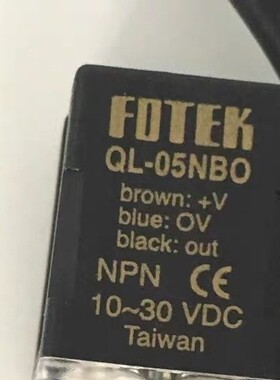 FOTEK
QL-05NBO
brown: +V
blue: OV
black: out
NPN CE
10~30 VDC
Taiwan